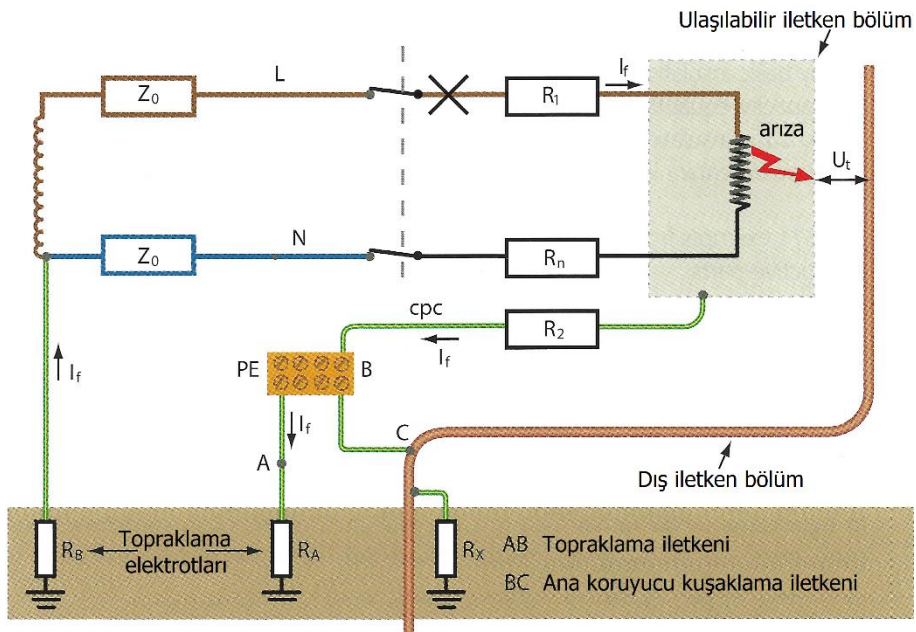 Ulaşılabilir iletken bölüm
L
Z0
If
R1
arıza
Ut
N
Z0
Rn
cpc
R2
If
PE
B
If
If
A
C
Dış iletken bölüm
RB
Topraklama
elektrotları
RA
RX
AB Topraklama iletkeni
BC Ana koruyucu kuşaklama iletkeni